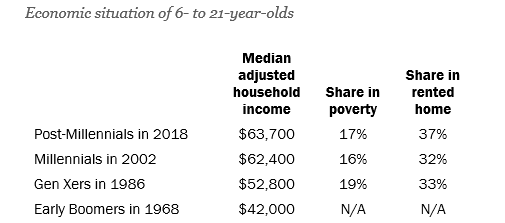 Economic situation of 6- to 21-year-olds
Median
adjusted
household
income
Share in
poverty
Share in
rented
home
Post-Millennials in 2018 $63,700 17% 37%
Millennials in 2002 $62,400 16% 32%
Gen Xers in 1986 $52,800 19% 33%
Early Boomers in 1968 $42,000 N/A N/A